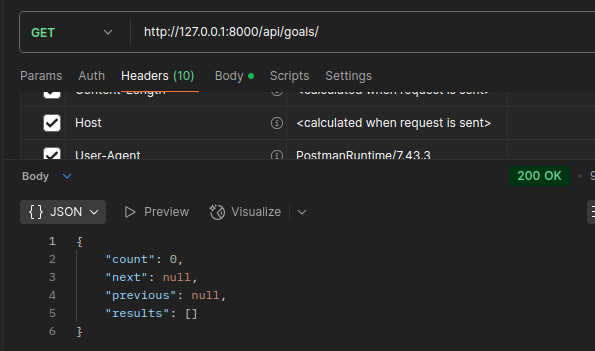 GET http://127.0.0.1:8000/api/goals/
Params Auth Headers (10) Body Scripts Settings
Content-Length <calculated when request is sent>
Host <calculated when request is sent>
User-Agent PostmanRuntime/7.43.3
Body 200 OK
{} JSON Preview Visualize
1 {
2 "count": 0,
3 "next": null,
4 "previous": null,
5 "results": []
6 }